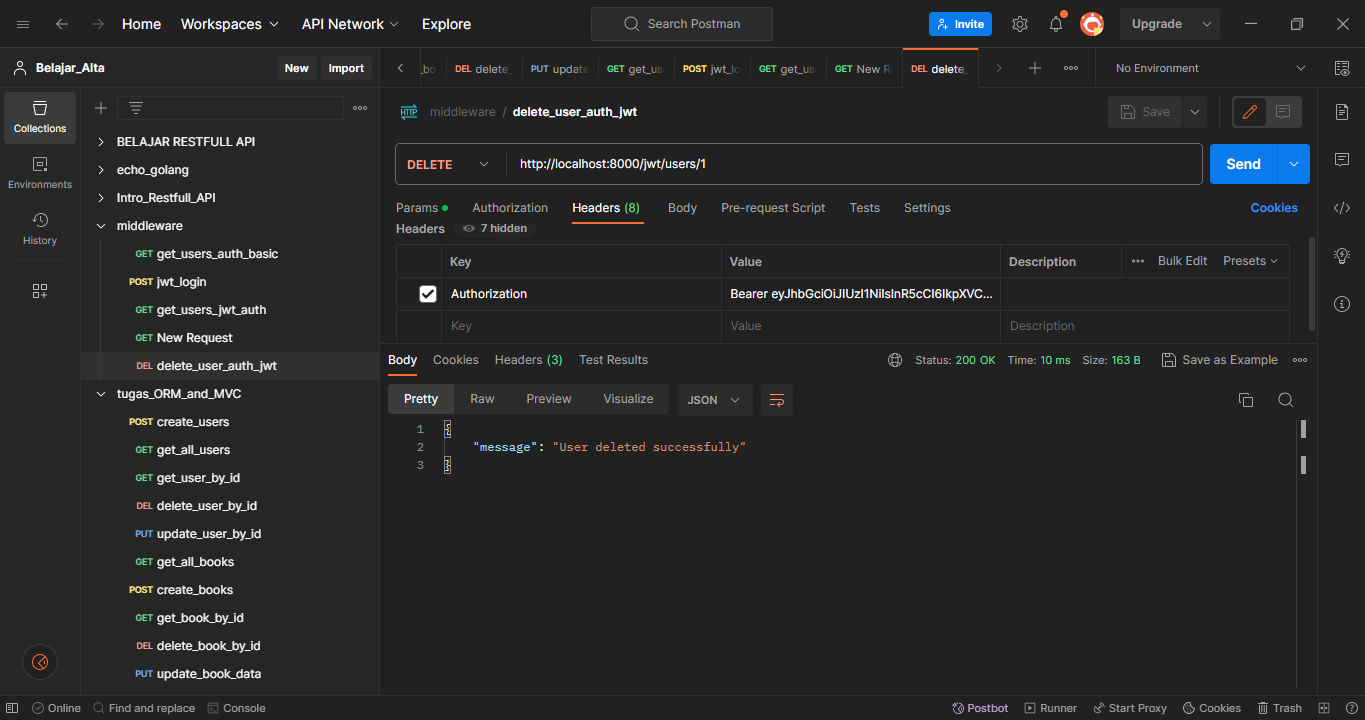 Home Workspaces API Network Explore Search Postman Invite Upgrade
Belajar_Alta New Import
DEL delete_ PUT update GET get_us POST jwt_lo GET get_us GET New R DEL delete_ No Environment
Collections
Environments
History
BELAJAR RESTFULL API
echo_golang
Intro_Restfull_API
middleware
GET get_users_auth_basic
POST jwt_login
GET get_users_jwt_auth
GET New Request
DEL delete_user_auth_jwt
tugas_ORM_and_MVC
POST create_users
GET get_all_users
GET get_user_by_id
DEL delete_user_by_id
PUT update_user_by_id
GET get_all_books
POST create_books
GET get_book_by_id
DEL delete_book_by_id
PUT update_book_data
HTTP middleware / delete_user_auth_jwt Save
DELETE http://localhost:8000/jwt/users/1 Send
Params Authorization Headers (8) Body Pre-request Script Tests Settings Cookies
Headers 7 hidden
Key Value Description Bulk Edit Presets
Authorization Bearer eyJhbGciOiJIUzI1NiIsInR5cCI6IkpXVC...
Key Value Description
Body Cookies Headers (3) Test Results Status: 200 OK Time: 10 ms Size: 163 B Save as Example
Pretty Raw Preview Visualize JSON
1 {
2 "message": "User deleted successfully"
3 }
Online Find and replace Console Postbot Runner Start Proxy Cookies Trash